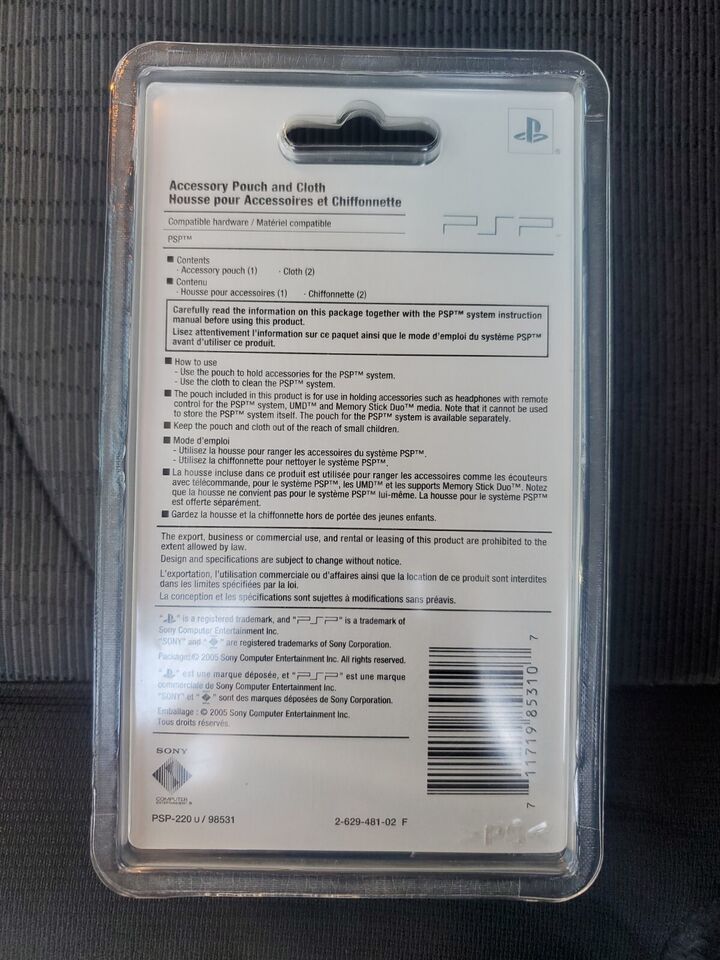 Accessory Pouch and Cloth
Housse pour Accessoires et Chiffonnette
Compatible hardware / Matériel compatible
PSP™
PSP
■ Contents
- Accessory pouch (1) - Cloth (2)
■ Contenu
- Housse pour accessoires (1) - Chiffonnette (2)
Carefully read the information on this package together with the PSP™ system instruction
manual before using this product.
Lisez attentivement l'information sur ce paquet ainsi que le mode d'emploi du système PSP™
avant d'utiliser ce produit.
■ How to use
- Use the pouch to hold accessories for the PSP™ system.
- Use the cloth to clean the PSP™ system.
■ The pouch included in this product is for use in holding accessories such as headphones with remote
control for the PSP™ system, UMD™ and Memory Stick Duo™ media. Note that it cannot be used
to store the PSP™ system itself. The pouch for the PSP™ system is available separately.
■ Keep the pouch and cloth out of the reach of small children.
■ Mode d'emploi
- Utilisez la housse pour ranger les accessoires du système PSP™.
- Utilisez la chiffonnette pour nettoyer le système PSP™.
■ La housse incluse dans ce produit est utilisée pour ranger les accessoires comme les écouteurs
avec télécommande, pour le système PSP™, les UMD™ et les supports Memory Stick Duo™. Notez
que la housse ne convient pas pour le système PSP™ lui-même. La housse pour le système PSP™
est offerte séparément.
■ Gardez la housse et la chiffonnette hors de portée des jeunes enfants.
The export, business or commercial use, and rental or leasing of this product are prohibited to the
extent allowed by law.
Design and specifications are subject to change without notice.
L'exportation, l'utilisation commerciale ou d'affaires ainsi que la location de ce produit sont interdites
dans les limites spécifiées par la loi.
La conception et les spécifications sont sujettes à modifications sans préavis.
" " is a registered trademark, and "PSP" is a trademark of
Sony Computer Entertainment Inc.
"SONY" and " " are registered trademarks of Sony Corporation.
Package: © 2005 Sony Computer Entertainment Inc. All rights reserved.
" " est une marque déposée, et "PSP" est une marque
commerciale de Sony Computer Entertainment Inc.
"SONY" et " " sont des marques déposées de Sony Corporation.
Emballage : © 2005 Sony Computer Entertainment Inc.
Tous droits réservés.
7 11719 85310 7
SONY
COMPUTER
ENTERTAINMENT ®
PSP-220 U / 98531
2-629-481-02 F